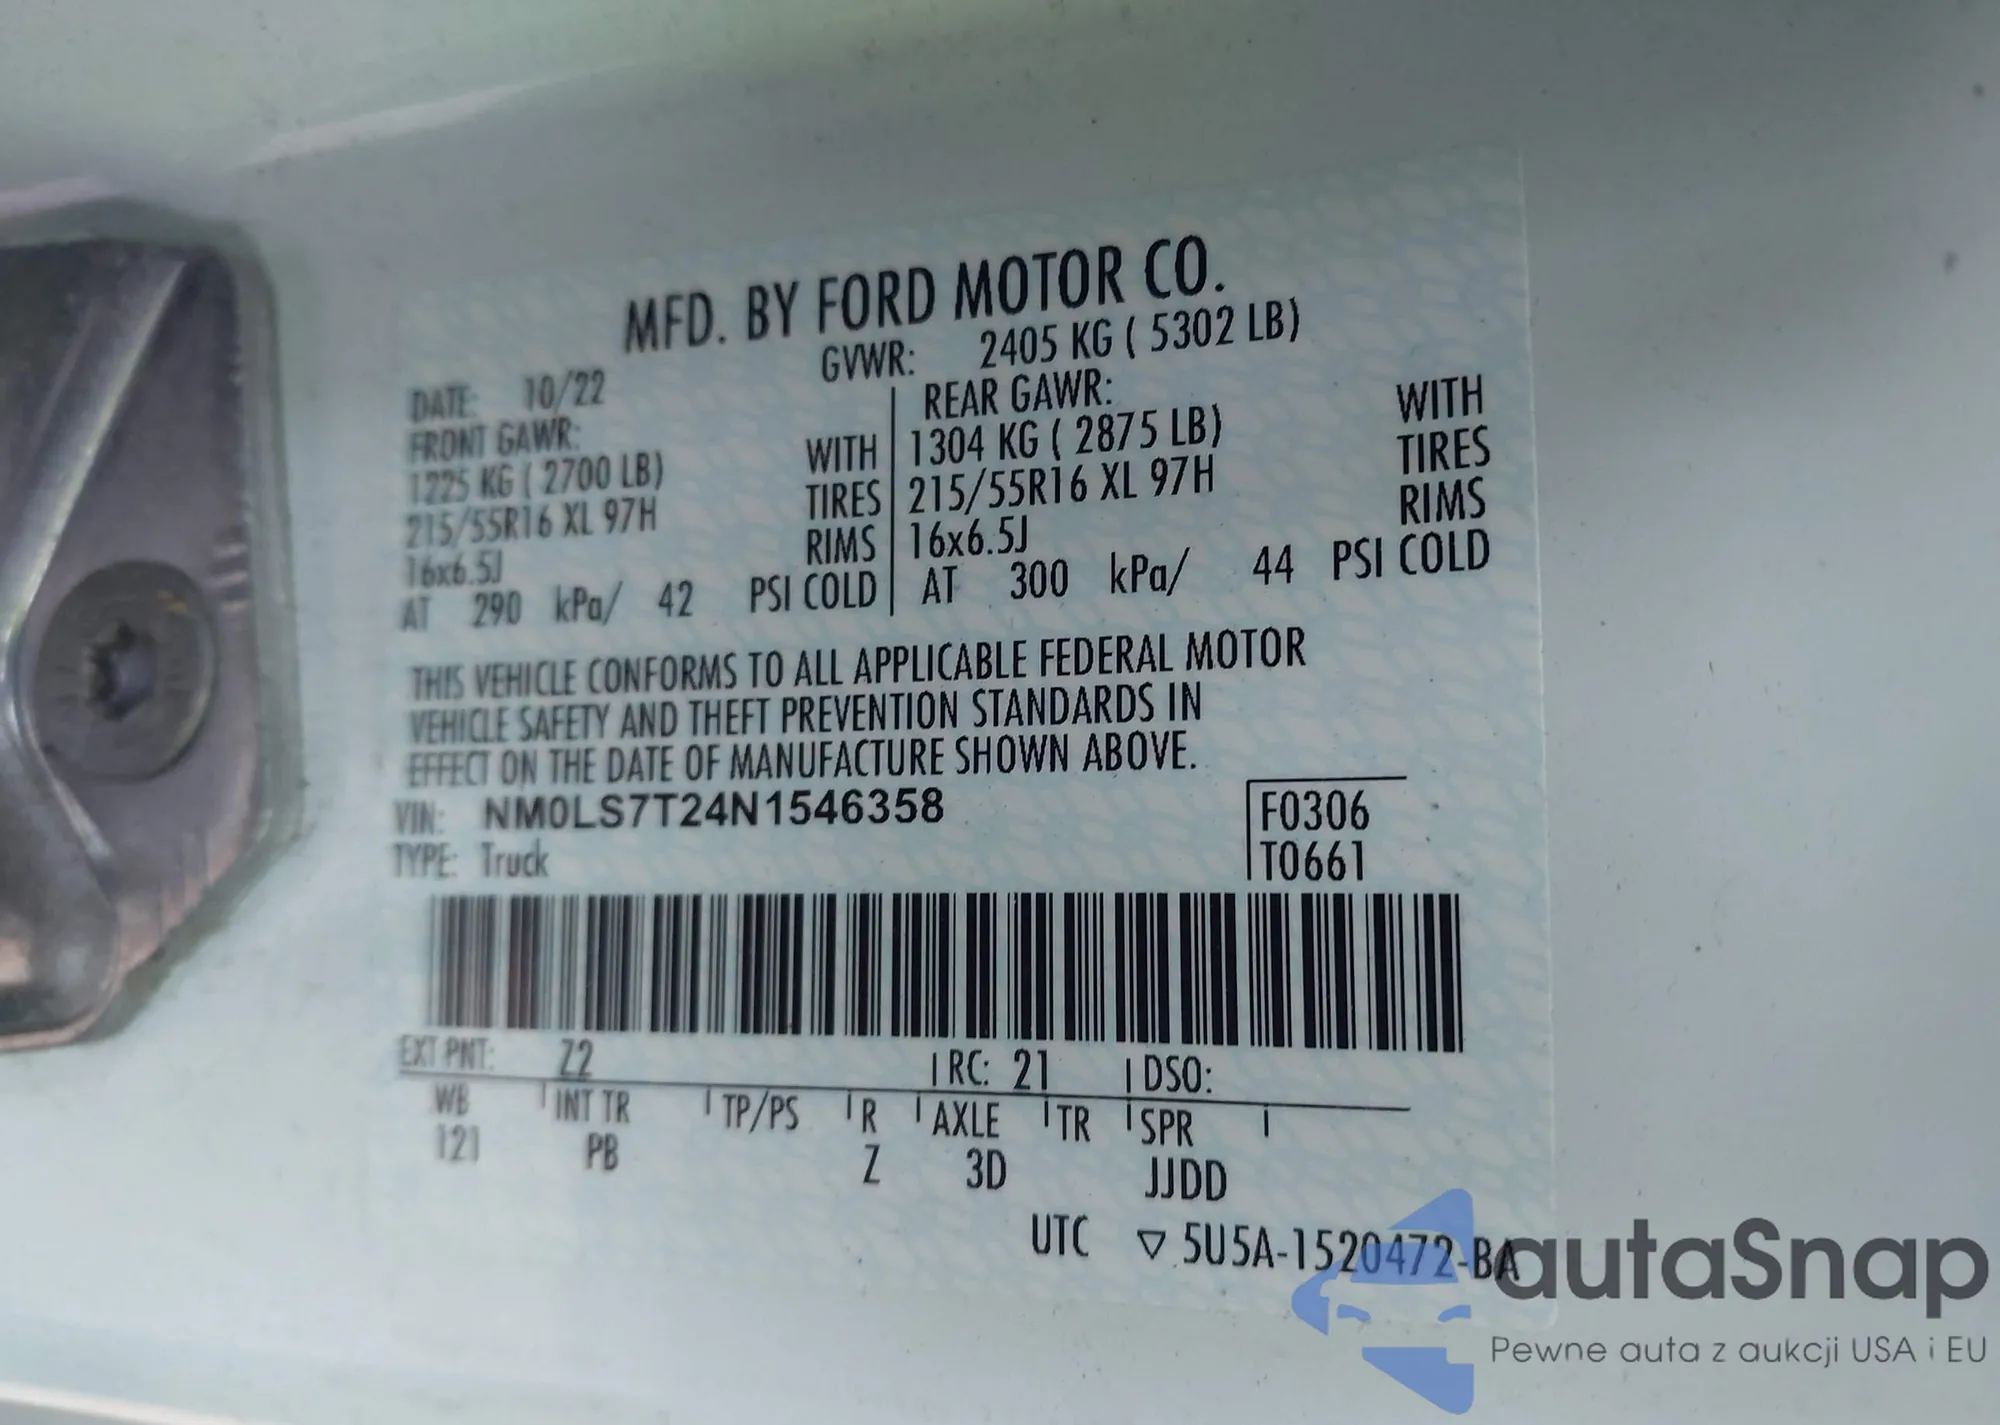 MFD. BY FORD MOTOR CO.
DATE: 10/22 GVWR: 2405 KG ( 5302 LB)
FRONT GAWR: REAR GAWR:
1225 KG ( 2700 LB) WITH 1304 KG ( 2875 LB) WITH
215/55R16 XL 97H TIRES 215/55R16 XL 97H TIRES
16x6.5J RIMS 16x6.5J RIMS
AT 290 kPa/ 42 PSI COLD AT 300 kPa/ 44 PSI COLD
THIS VEHICLE CONFORMS TO ALL APPLICABLE FEDERAL MOTOR
VEHICLE SAFETY AND THEFT PREVENTION STANDARDS IN
EFFECT ON THE DATE OF MANUFACTURE SHOWN ABOVE.
VIN: NM0LS7T24N1546358 F0306
TYPE: Truck T0661
EXT PNT: Z2 RC: 21 DSO:
WB INT TR TP/PS R AXLE TR SPR
121 PB Z 3D JJDD
UTC ▽ 5U5A-1520472-BA
autaSnap
Pewne auta z aukcji USA i EU